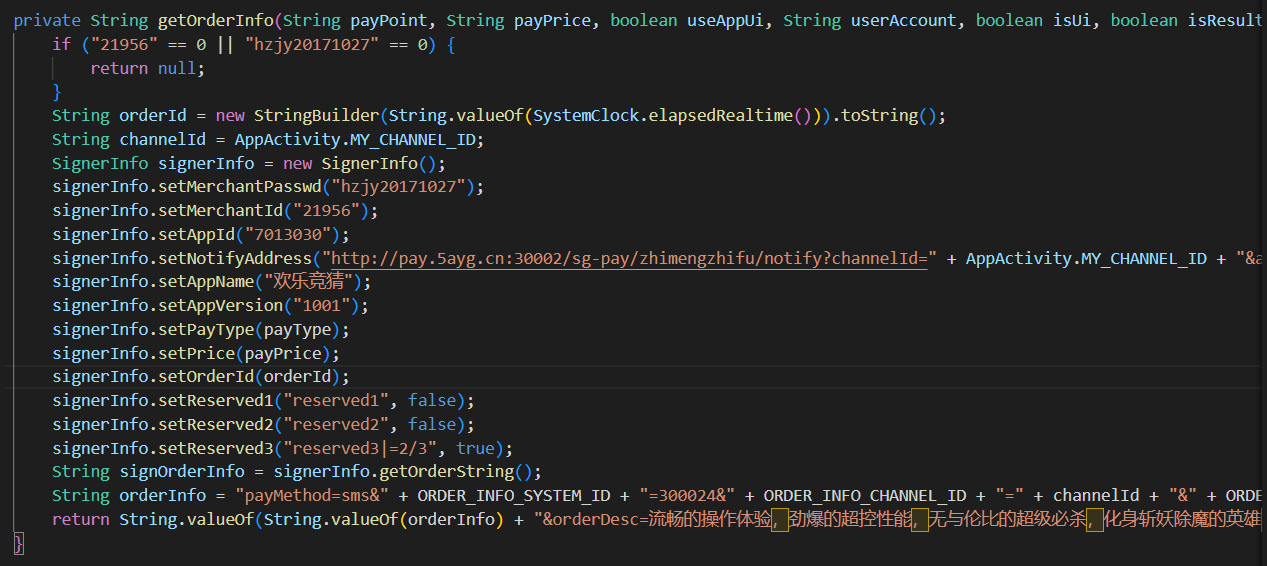 private String getOrderInfo(String payPoint, String payPrice, boolean useAppUi, String userAccount, boolean isUi, boolean isResult
if ("21956" == 0 || "hzjy20171027" == 0) {
return null;
}
String orderId = new StringBuilder(String.valueOf(SystemClock.elapsedRealtime())).toString();
String channelId = AppActivity.MY_CHANNEL_ID;
SignerInfo signerInfo = new SignerInfo();
signerInfo.setMerchantPasswd("hzjy20171027");
signerInfo.setMerchantId("21956");
signerInfo.setAppId("7013030");
signerInfo.setNotifyAddress("http://pay.5ayg.cn:30002/sg-pay/zhimengzhifu/notify?channelId=" + AppActivity.MY_CHANNEL_ID + "&a
signerInfo.setAppName("欢乐竞猜");
signerInfo.setAppVersion("1001");
signerInfo.setPayType(payType);
signerInfo.setPrice(payPrice);
signerInfo.setOrderId(orderId);
signerInfo.setReserved1("reserved1", false);
signerInfo.setReserved2("reserved2", false);
signerInfo.setReserved3("reserved3|=2/3", true);
String signOrderInfo = signerInfo.getOrderString();
String orderInfo = "payMethod=sms&" + ORDER_INFO_SYSTEM_ID + "=300024&" + ORDER_INFO_CHANNEL_ID + "=" + channelId + "&" + ORDE
return String.valueOf(String.valueOf(orderInfo) + "&orderDesc=流畅的操作体验，劲爆的超控性能，无与伦比的超级必杀，化身斩妖除魔的英雄
}